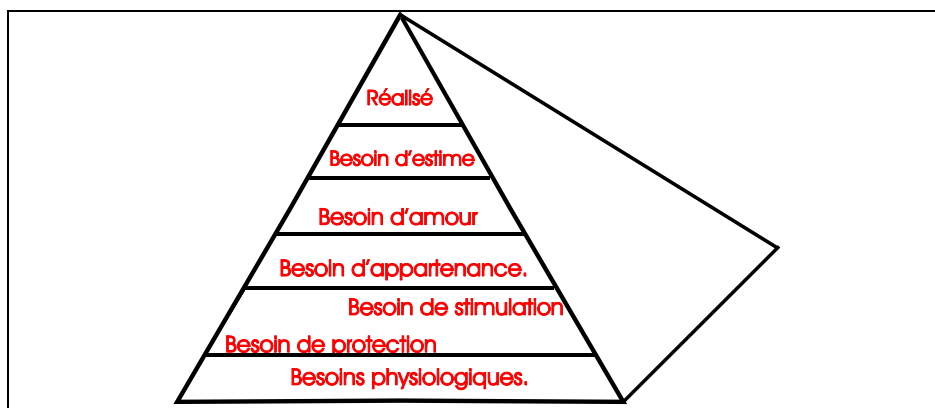 Réalisé
Besoin d'estime
Besoin d'amour
Besoin d'appartenance.
Besoin de stimulation
Besoin de protection
Besoins physiologiques.